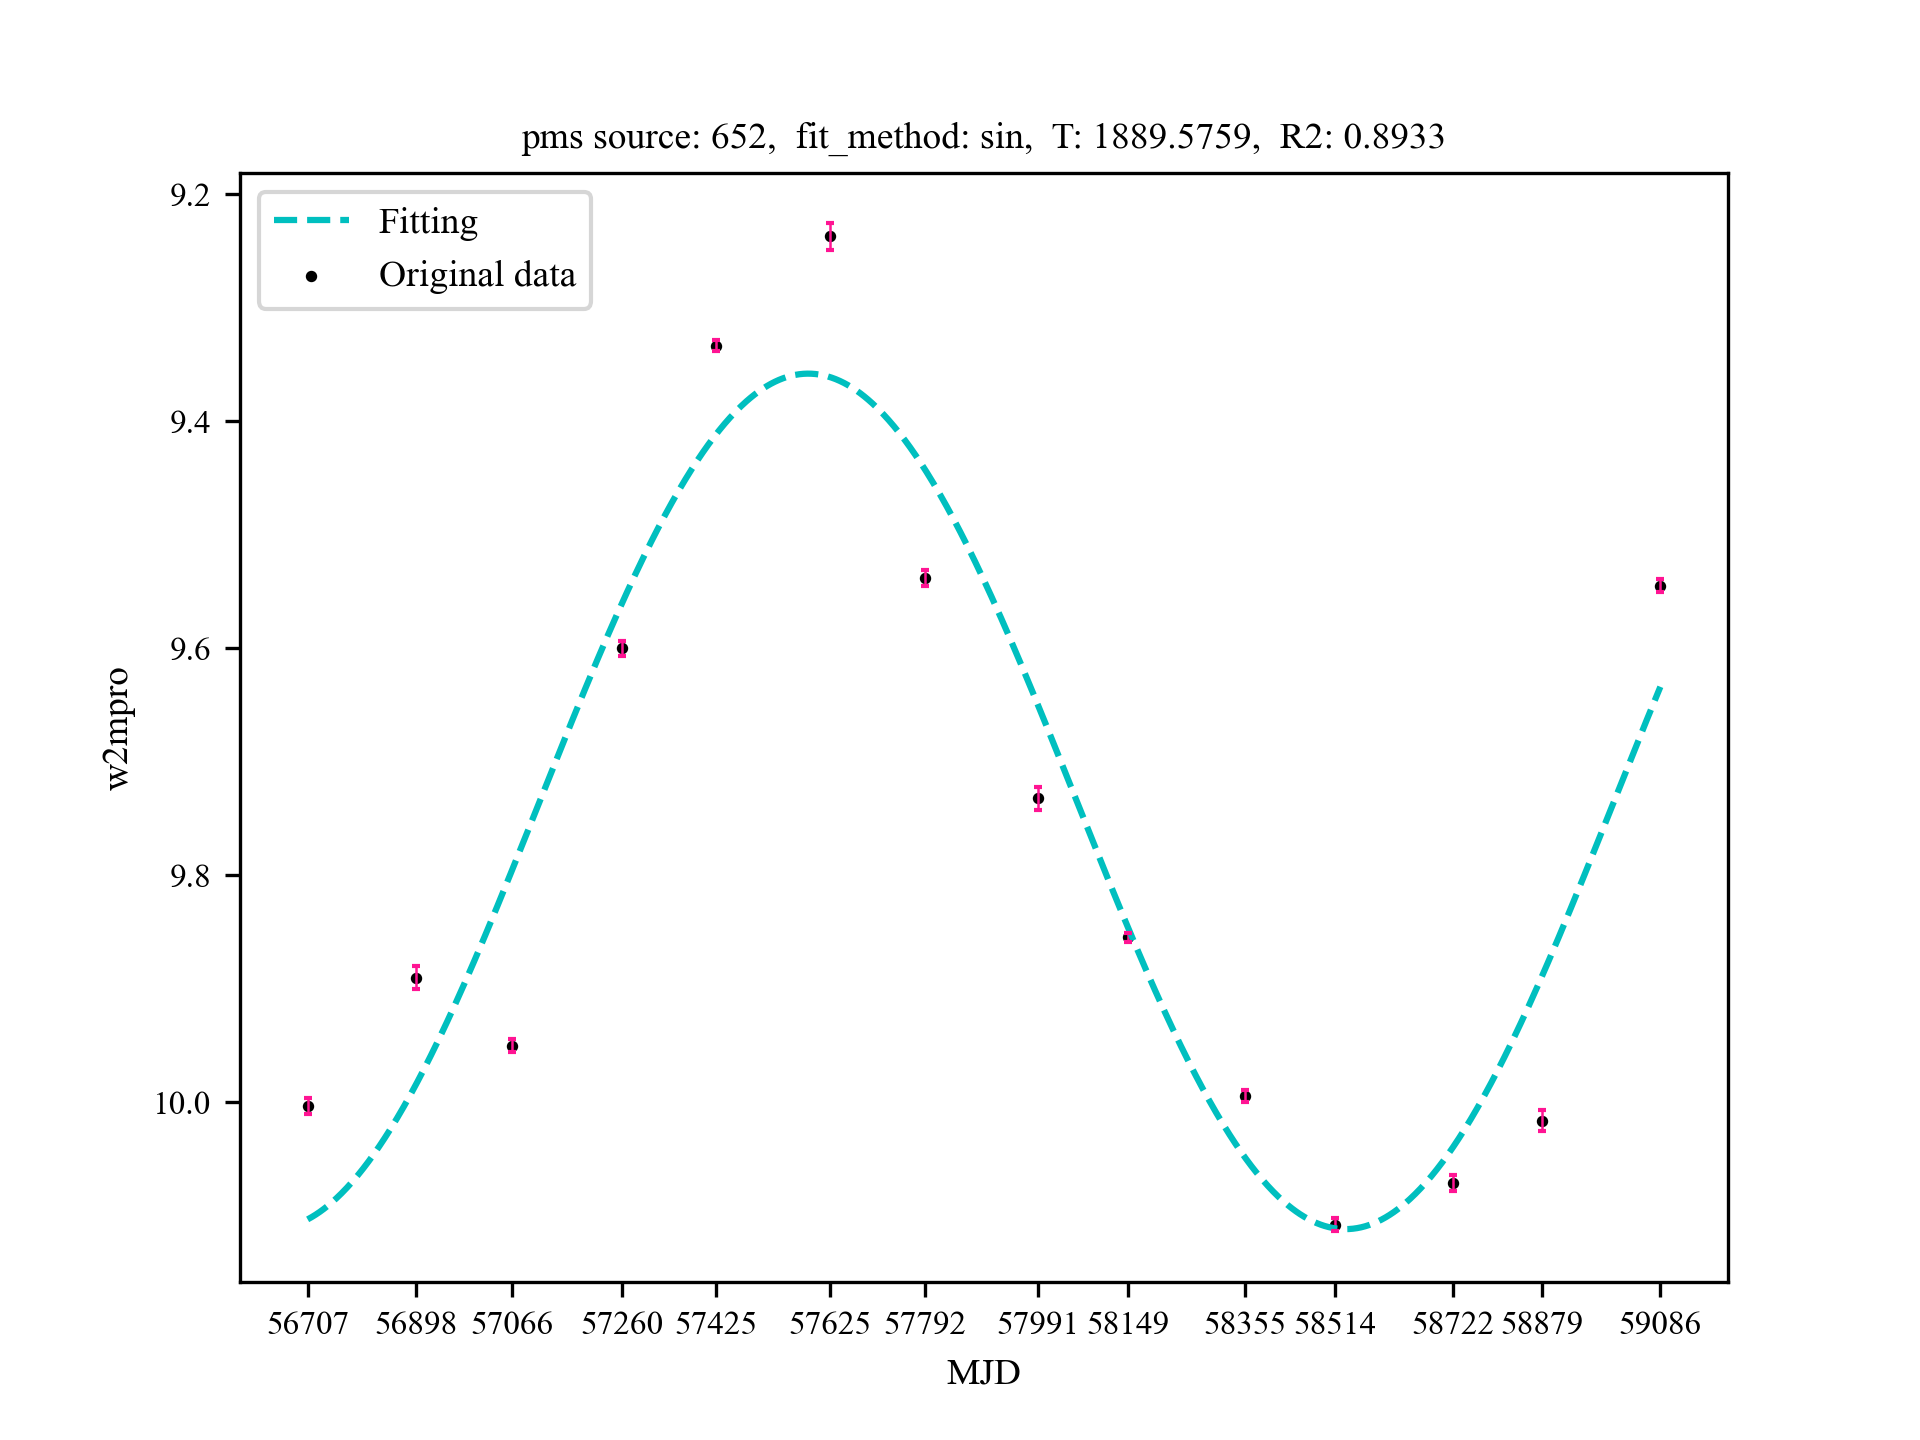 pms source: 652,  fit_method: sin,  T: 1889.5759,  R2: 0.8933
Fitting
Original data
9.2
9.4
9.6
9.8
10.0
w2mpro
56707 56898 57066 57260 57425 57625 57792 57991 58149 58355 58514 58722 58879 59086
MJD